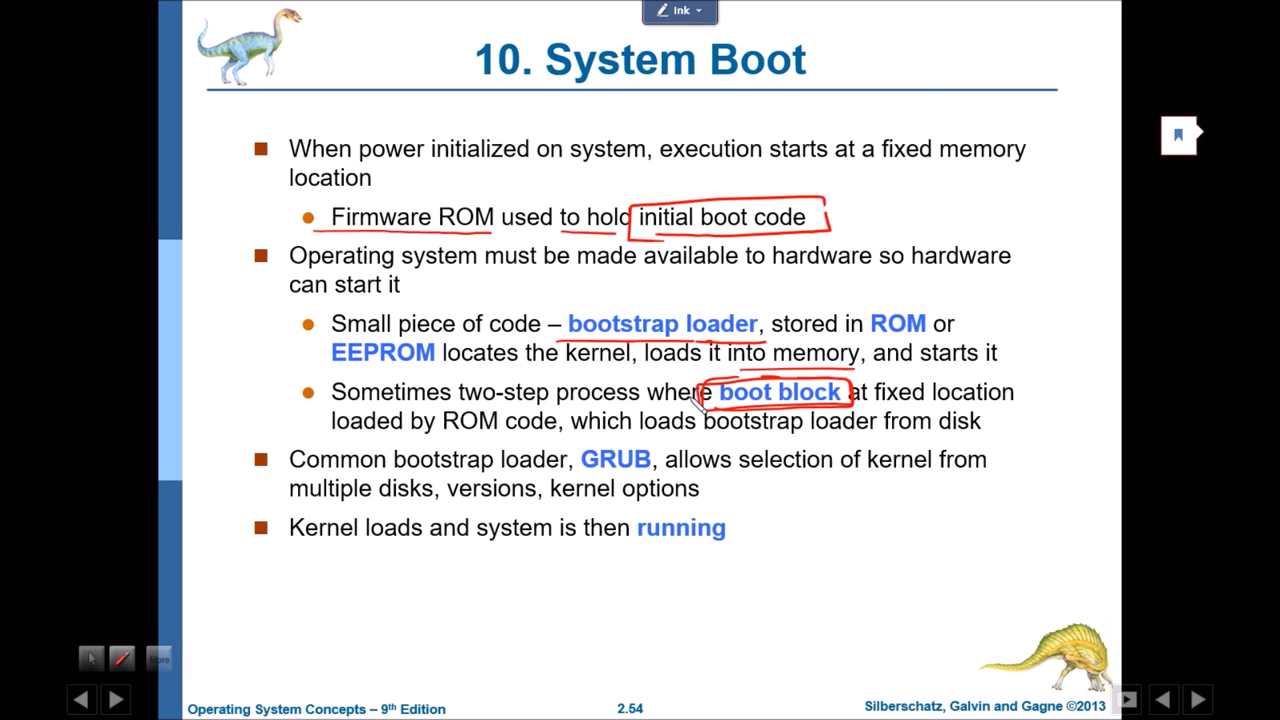 Ink
10. System Boot
When power initialized on system, execution starts at a fixed memory
location
Firmware ROM used to hold initial boot code
Operating system must be made available to hardware so hardware
can start it
Small piece of code – bootstrap loader, stored in ROM or
EEPROM locates the kernel, loads it into memory, and starts it
Sometimes two-step process where boot block at fixed location
loaded by ROM code, which loads bootstrap loader from disk
Common bootstrap loader, GRUB, allows selection of kernel from
multiple disks, versions, kernel options
Kernel loads and system is then running
More
Operating System Concepts – 9th Edition
2.54
Silberschatz, Galvin and Gagne ©2013